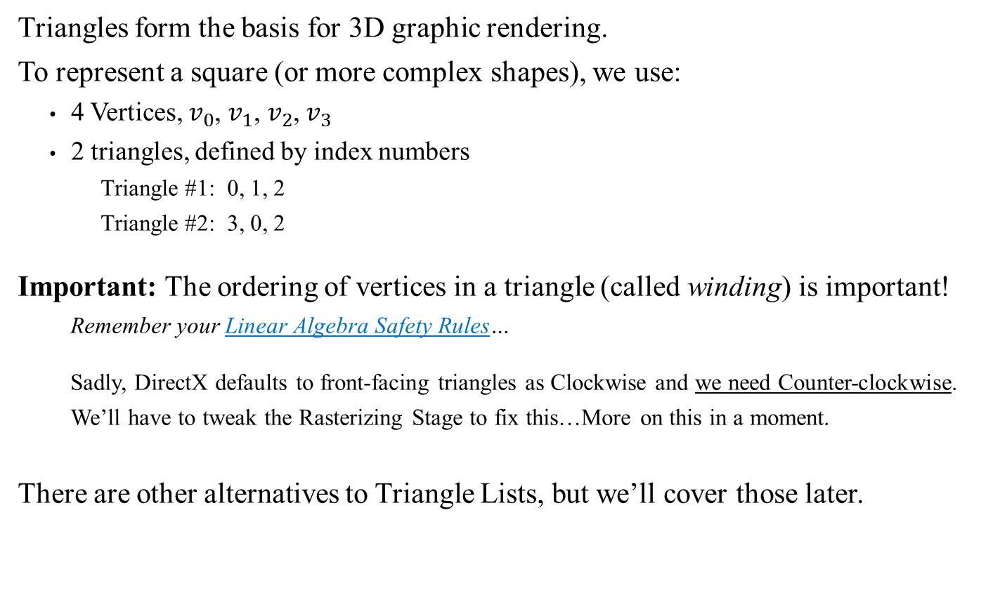 Triangles form the basis for 3D graphic rendering.
To represent a square (or more complex shapes), we use:
• 4 Vertices, 𝑣₀, 𝑣₁, 𝑣₂, 𝑣₃
• 2 triangles, defined by index numbers
Triangle #1: 0, 1, 2
Triangle #2: 3, 0, 2
Important: The ordering of vertices in a triangle (called winding) is important!
Remember your Linear Algebra Safety Rules…
Sadly, DirectX defaults to front-facing triangles as Clockwise and we need Counter-clockwise.
We’ll have to tweak the Rasterizing Stage to fix this…More on this in a moment.
There are other alternatives to Triangle Lists, but we’ll cover those later.